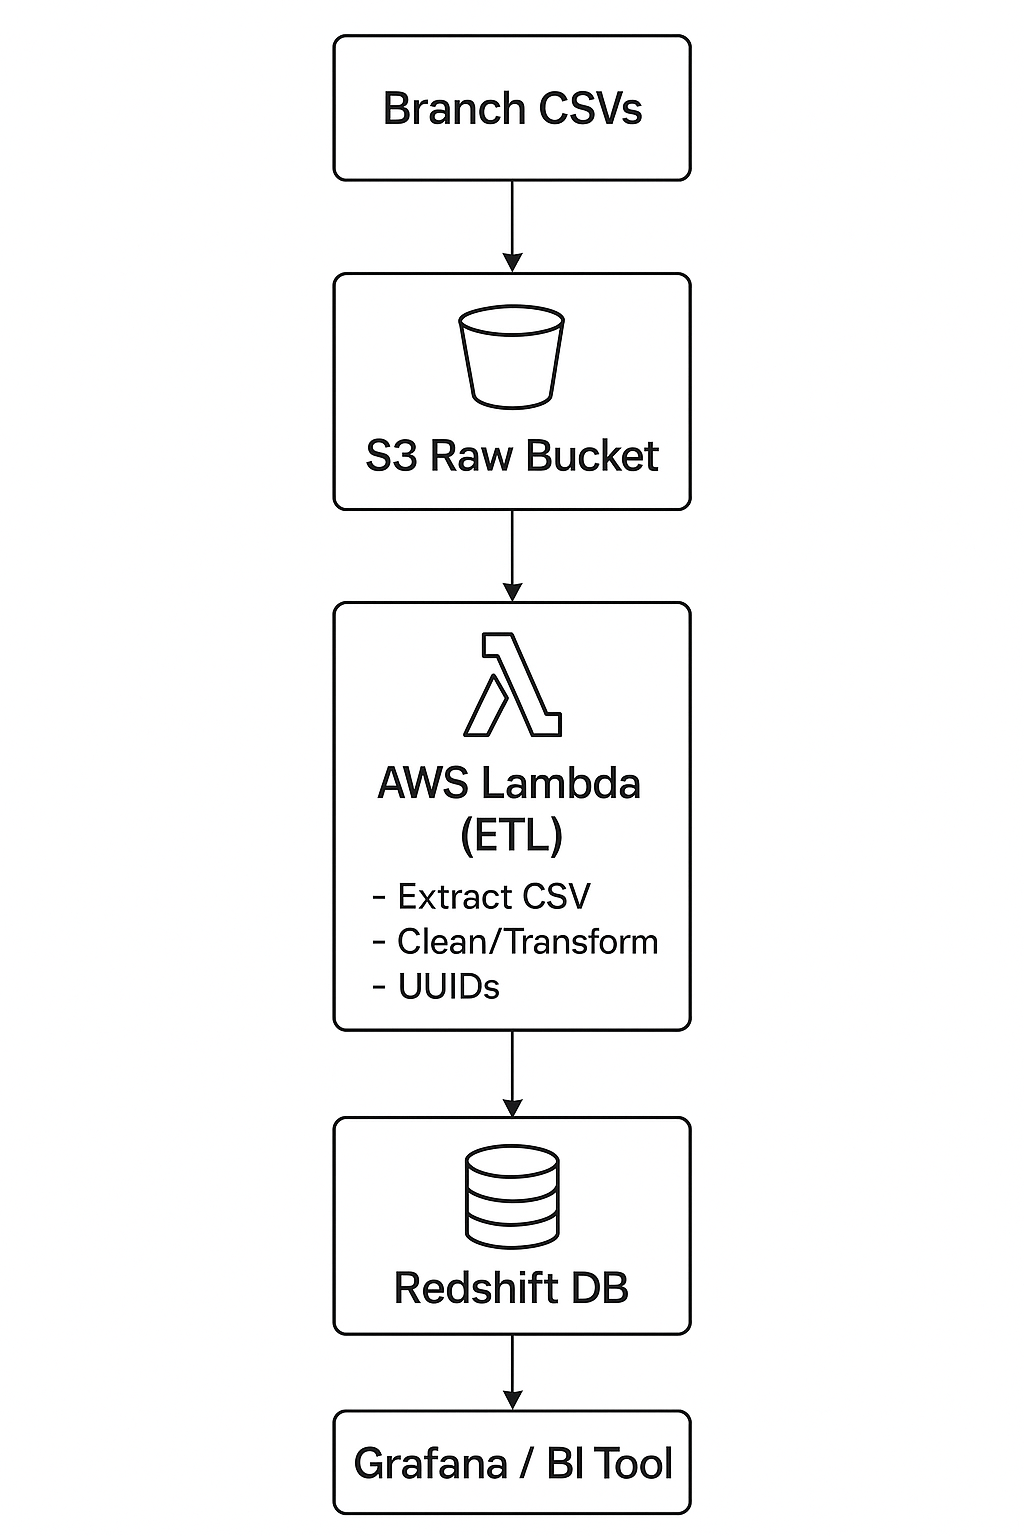 Branch CSVs
S3 Raw Bucket
AWS Lambda
(ETL)
- Extract CSV
- Clean/Transform
- UUIDs
Redshift DB
Grafana / BI Tool